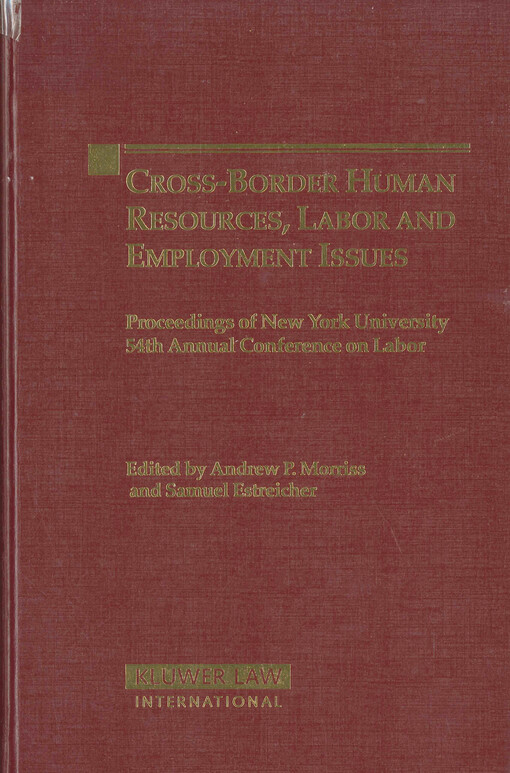 CROSS-BORDER HUMAN
RESOURCES, LABOR AND
EMPLOYMENT ISSUES
Proceedings of New York University
54th Annual Conference on Labor
Edited by Andrew P. Morriss
and Samuel Estreicher
KLUWER LAW
INTERNATIONAL